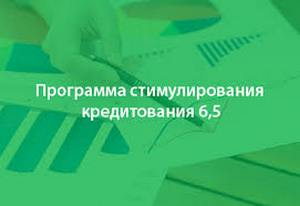 Программа стимулирования
кредитования 6,5